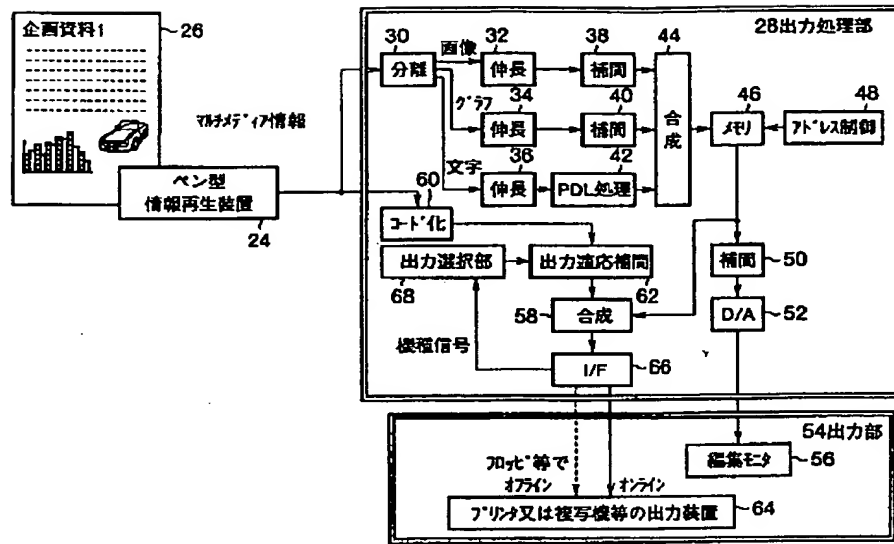 企画資料1
26
マルチメディア情報
ペン型
情報再生装置
24
28出力処理部
30
分離
画像
32
伸長
38
補間
44
合成
グラフ
34
伸長
40
補間
46
メモリ
48
アドレス制御
文字
36
伸長
42
PDL処理
60
コード化
出力選択部
68
出力適応補間
62
補間
50
58
合成
D/A
52
機種信号
I/F
66
54出力部
編集モニタ
56
フロッピ等で
オフライン
オンライン
プリンタ又は複写機等の出力装置
64